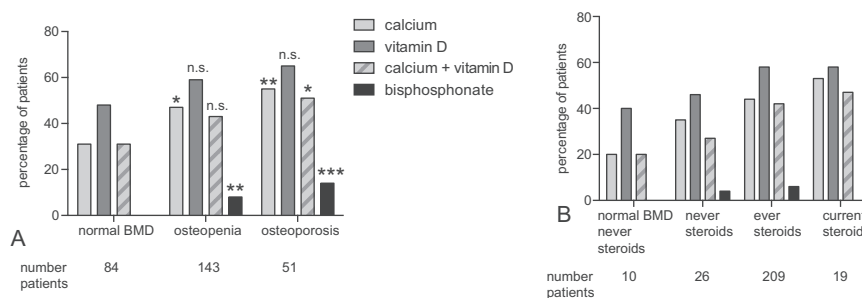 calcium
vitamin D
calcium + vitamin D
bisphosphonate
percentage of patients
80
60
40
20
0
*
n.s.
n.s.
**
**
n.s.
*
***
normal BMD
osteopenia
osteoporosis
A
number
patients
84
143
51
percentage of patients
80
60
40
20
0
normal BMD
never
steroids
never
steroids
ever
steroids
current
steroid
B
number
patients
10
26
209
19